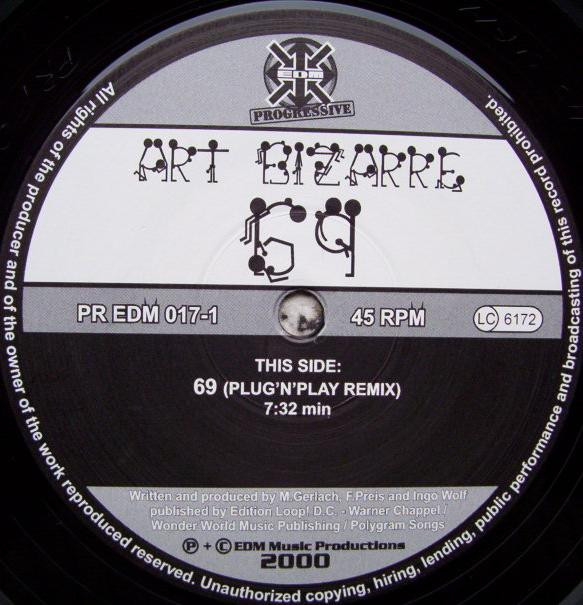 EDM
PROGRESSIVE
ART BIZARRE
69
PR EDM 017-1
45 RPM
LC 6172
THIS SIDE:
69 (PLUG'N'PLAY REMIX)
7:32 min
Written and produced by M.Gerlach, F.Preis and Ingo Wolf
published by Edition Loop! D.C. - Warner Chappel /
Wonder World Music Publishing / Polygram Songs
Ⓟ + Ⓒ EDM Music Productions
2000
All rights of the producer and of the owner of the work reproduced reserved. Unauthorized copying, hiring, lending, public performance and broadcasting of this record prohibited.